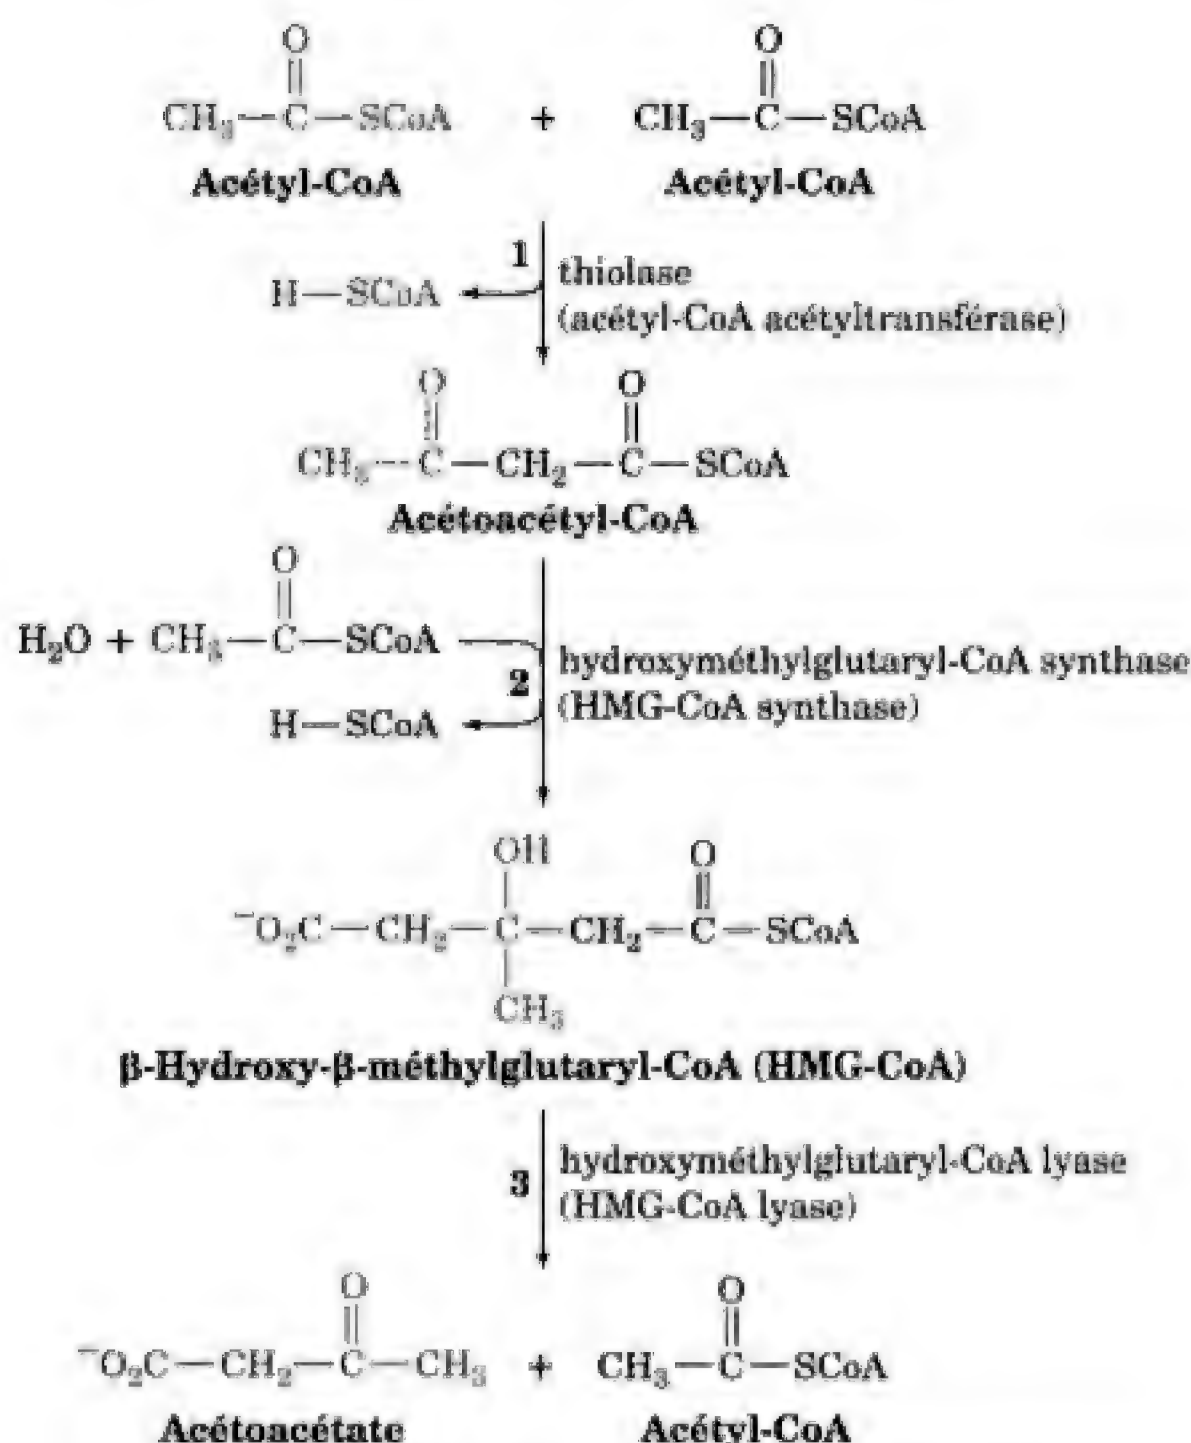 O O
CH₃—C—SCoA + CH₃—C—SCoA
Acétyl-CoA Acétyl-CoA
1
thiolase
H—SCoA
(acétyl-CoA acétyltransférase)
O O
CH₃—C—CH₂—C—SCoA
Acétoacétyl-CoA
O
H₂O + CH₃—C—SCoA
hydroxyméthylglutaryl-CoA synthase
2
(HMG-CoA synthase)
H—SCoA
OH O
⁻O₂C—CH₂—C—CH₂—C—SCoA
CH₃
β-Hydroxy-β-méthylglutaryl-CoA (HMG-CoA)
hydroxyméthylglutaryl-CoA lyase
3
(HMG-CoA lyase)
O O
⁻O₂C—CH₂—C—CH₃ + CH₃—C—SCoA
Acétoacétate Acétyl-CoA